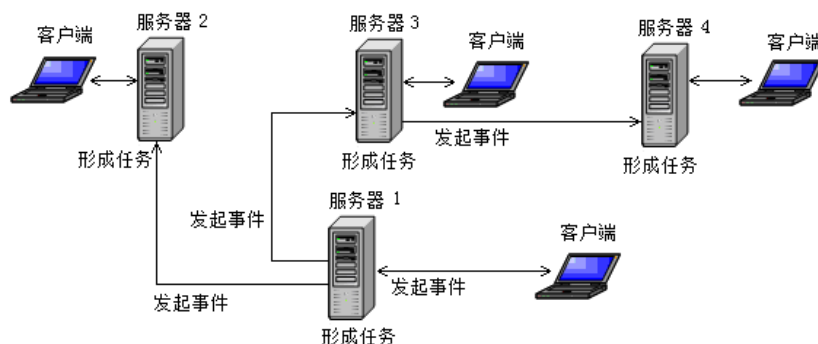 服务器 2
服务器 3
服务器 4
客户端
客户端
客户端
发起事件
形成任务
形成任务
形成任务
服务器 1
发起事件
客户端
发起事件
发起事件
形成任务